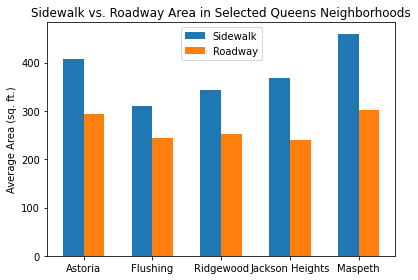 Sidewalk vs. Roadway Area in Selected Queens Neighborhoods
Sidewalk
Roadway
Average Area (sq. ft.)
400
300
200
100
0
Astoria Flushing Ridgewood Jackson Heights Maspeth